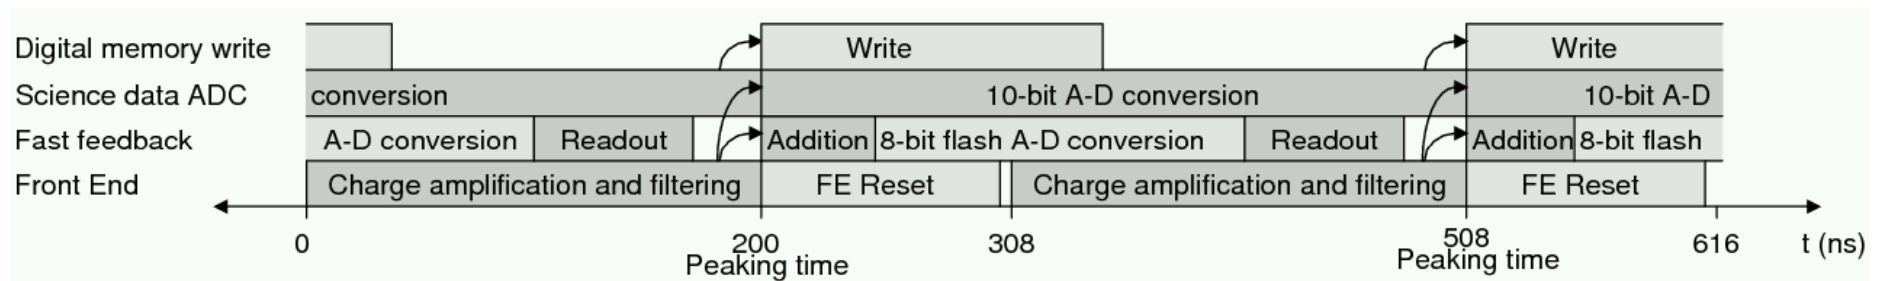 Digital memory write Write Write
Science data ADC conversion 10-bit A-D conversion 10-bit A-D
Fast feedback A-D conversion Readout Addition 8-bit flash A-D conversion Readout Addition 8-bit flash
Front End Charge amplification and filtering FE Reset Charge amplification and filtering FE Reset
0 200 308 508 616 t (ns)
Peaking time Peaking time